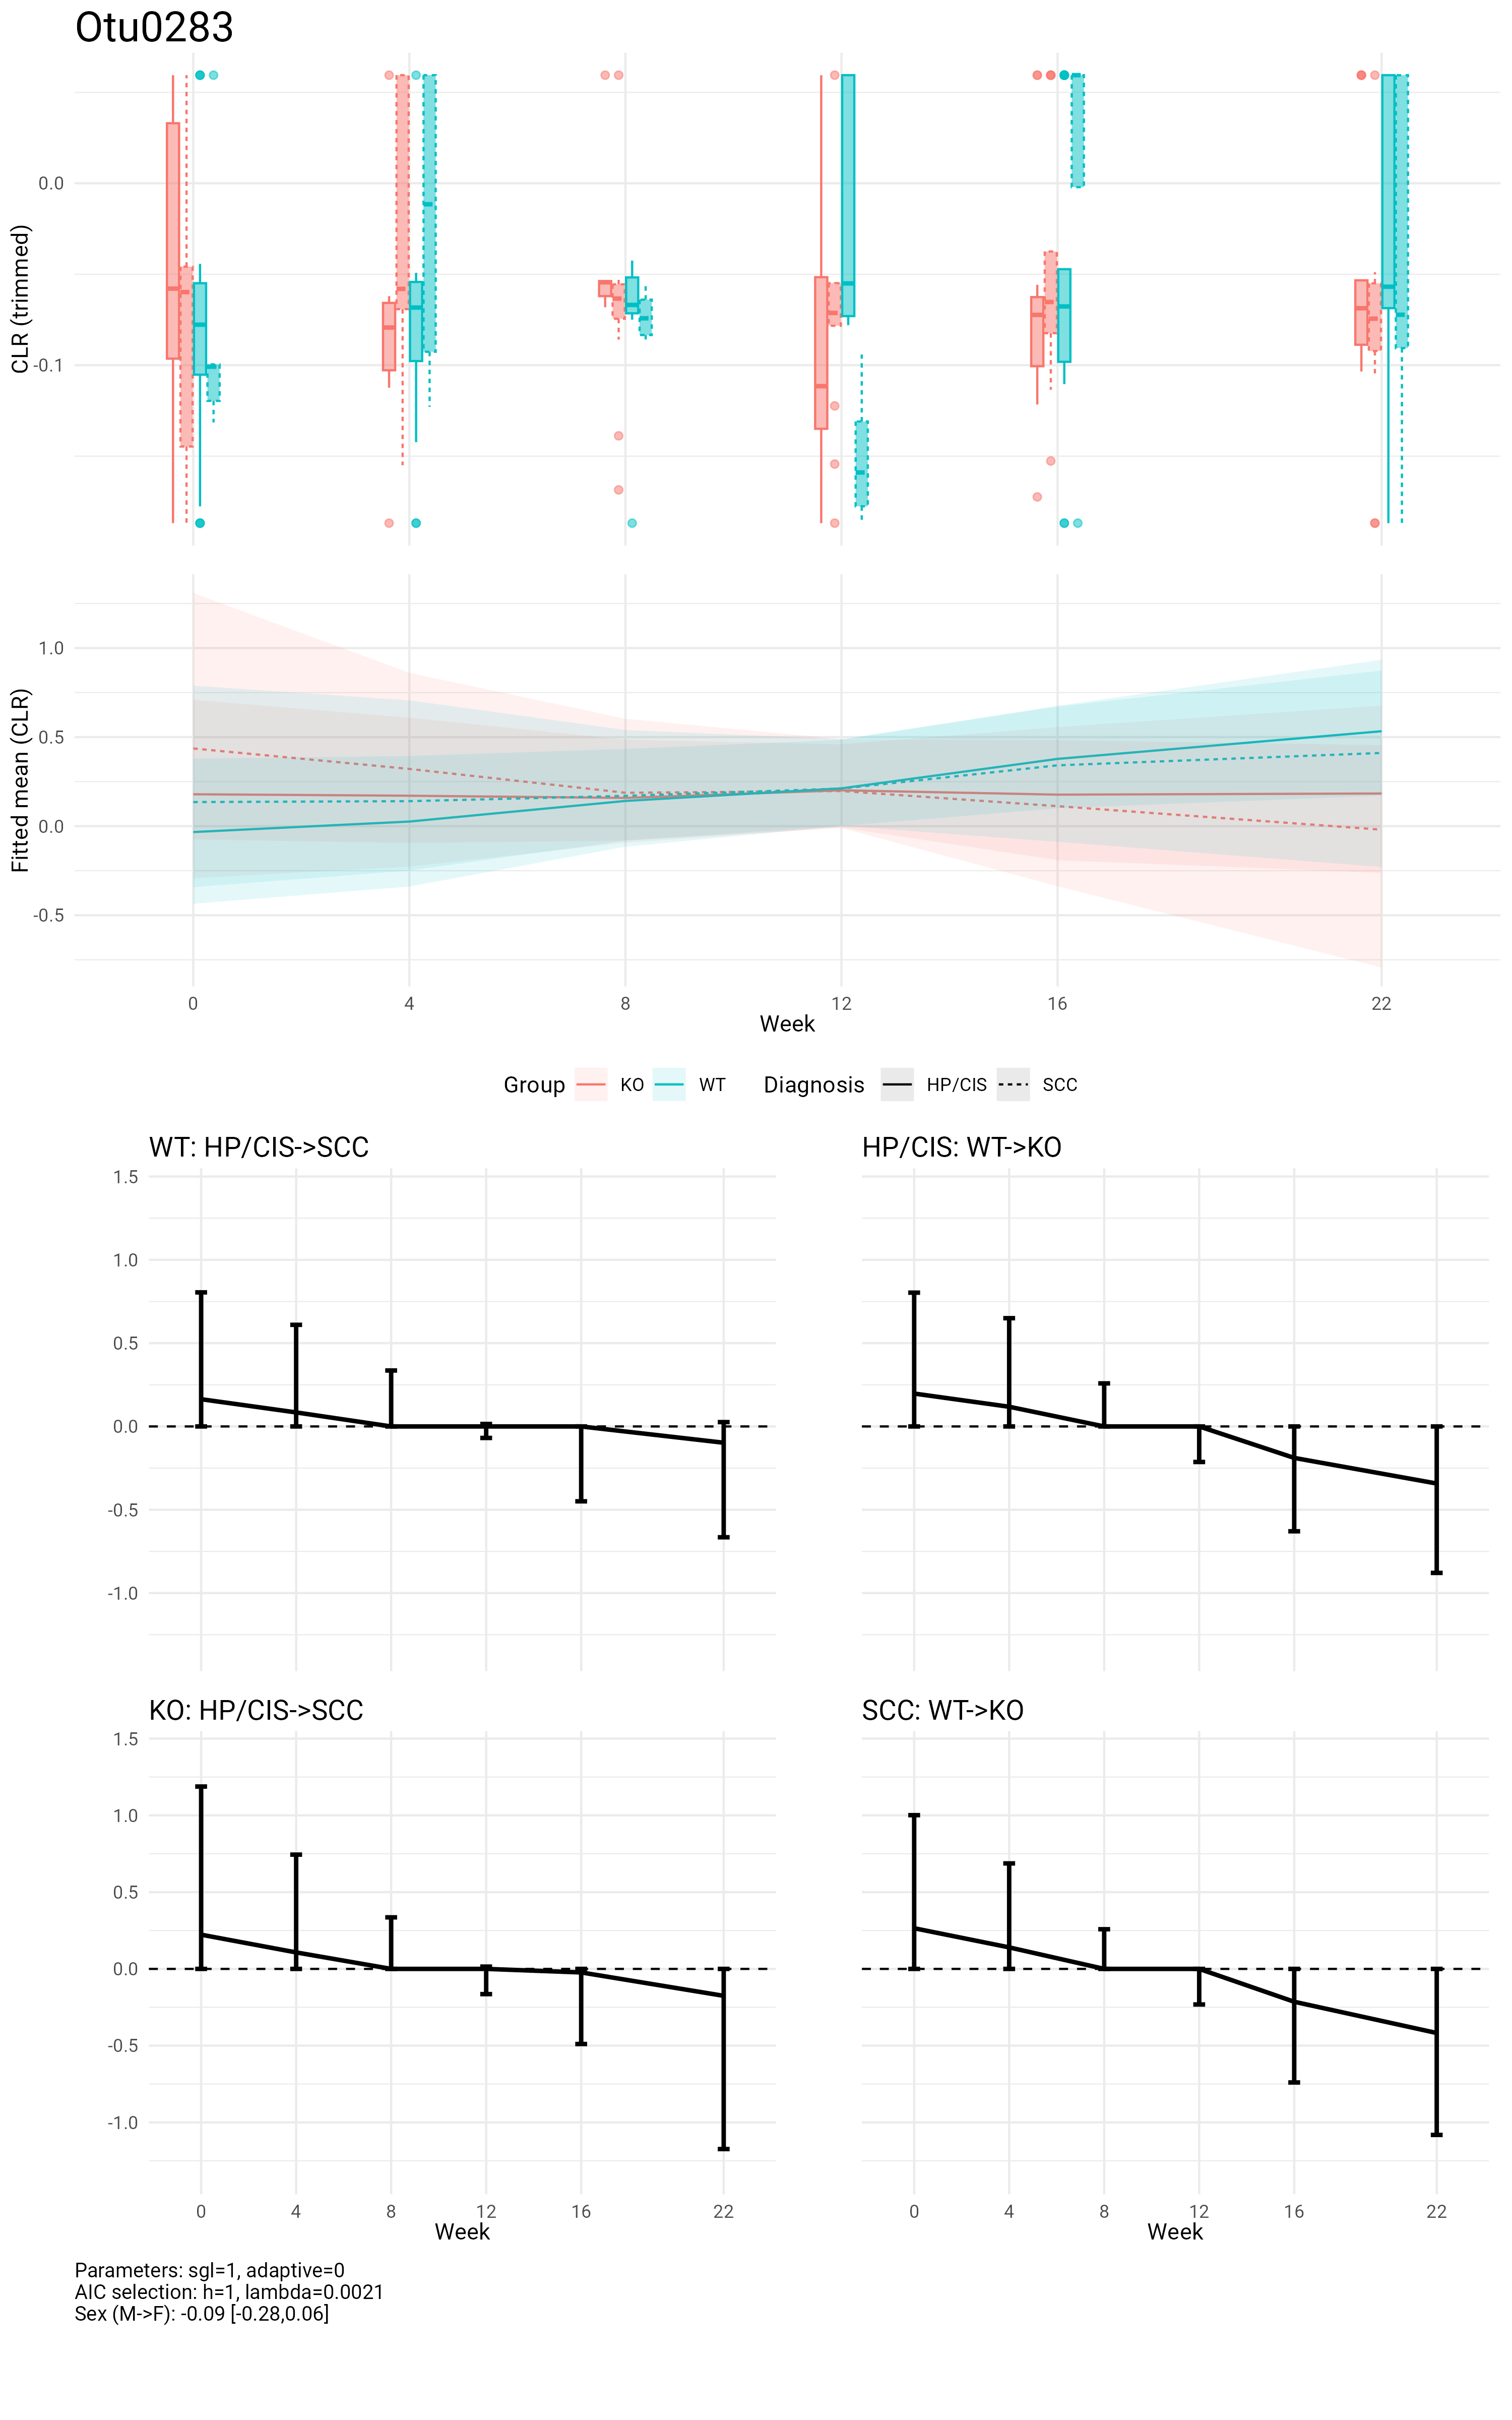 Otu0283
CLR (trimmed)
0.0
-0.1
Fitted mean (CLR)
1.0
0.5
0.0
-0.5
0 4 8 12 16 22
Week
Group KO WT Diagnosis HP/CIS SCC
WT: HP/CIS->SCC
HP/CIS: WT->KO
1.5
1.0
0.5
0.0
-0.5
-1.0
KO: HP/CIS->SCC
SCC: WT->KO
1.5
1.0
0.5
0.0
-0.5
-1.0
0 4 8 12 16 22
0 4 8 12 16 22
Week
Week
Parameters: sgl=1, adaptive=0
AIC selection: h=1, lambda=0.0021
Sex (M->F): -0.09 [-0.28,0.06]